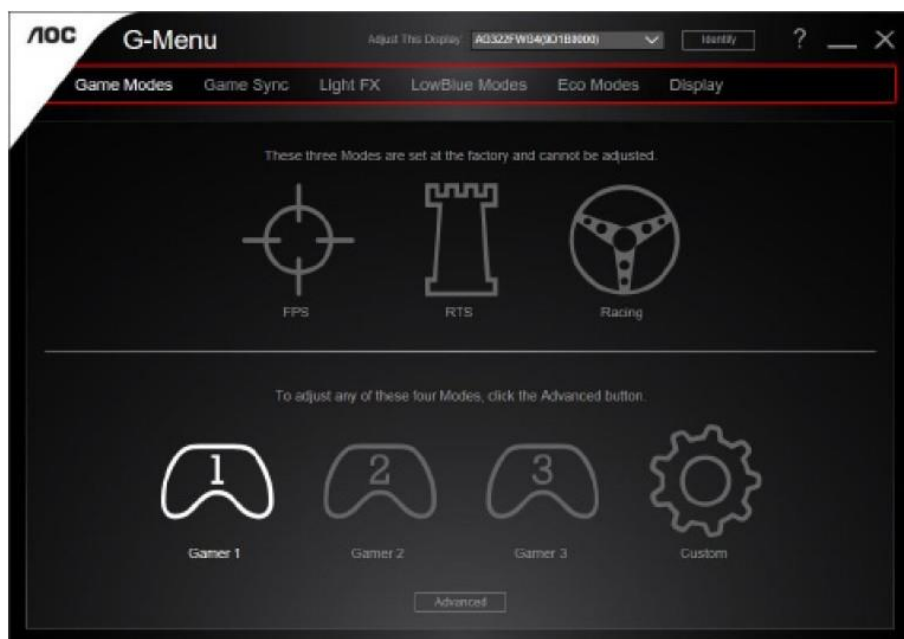 AOC
G-Menu
Adjust This Display:
Identify
?
Game Modes Game Sync Light FX LowBlue Modes Eco Modes Display
These three Modes are set at the factory and cannot be adjusted.
FPS RTS Racing
To adjust any of these four Modes, click the Advanced button.
1 2 3
Gamer 1 Gamer 2 Gamer 3 Custom
Advanced